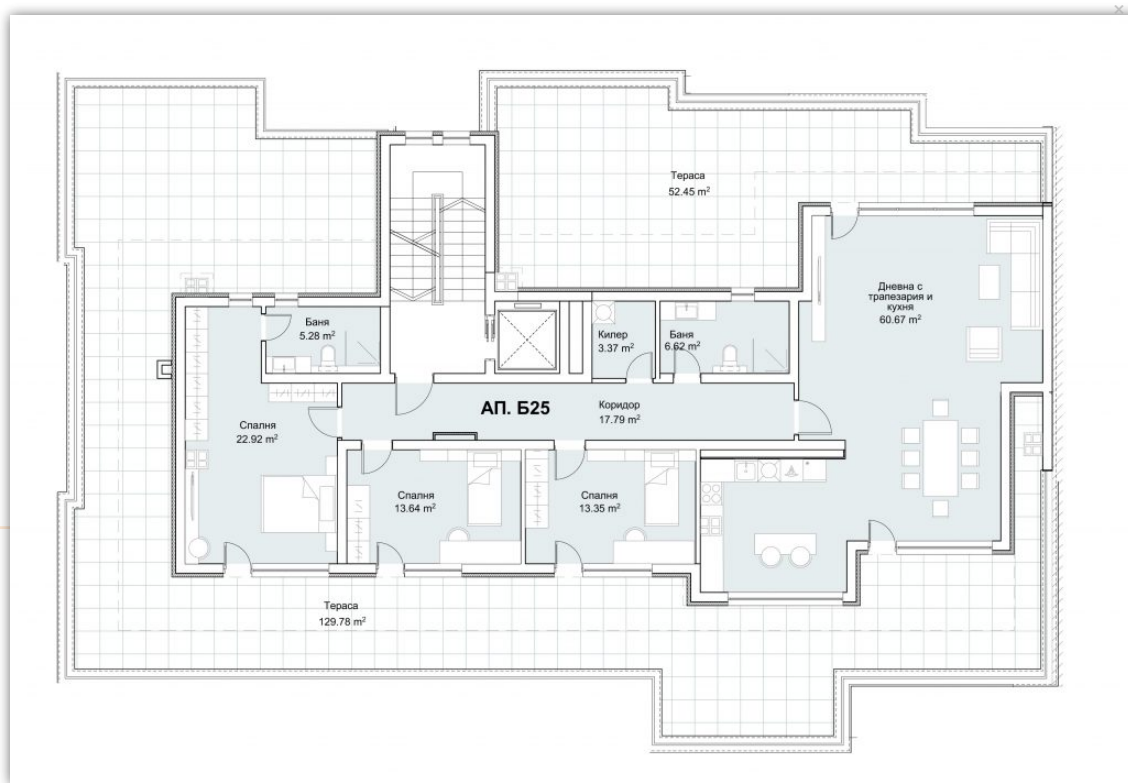 Тераса
52.45 m²
Дневна с
трапезария и
кухня
60.67 m²
Баня
5.28 m²
Килер
3.37 m²
Баня
6.62 m²
АП. Б25
Коридор
17.79 m²
Спалня
22.92 m²
Спалня
13.64 m²
Спалня
13.35 m²
Тераса
129.78 m²